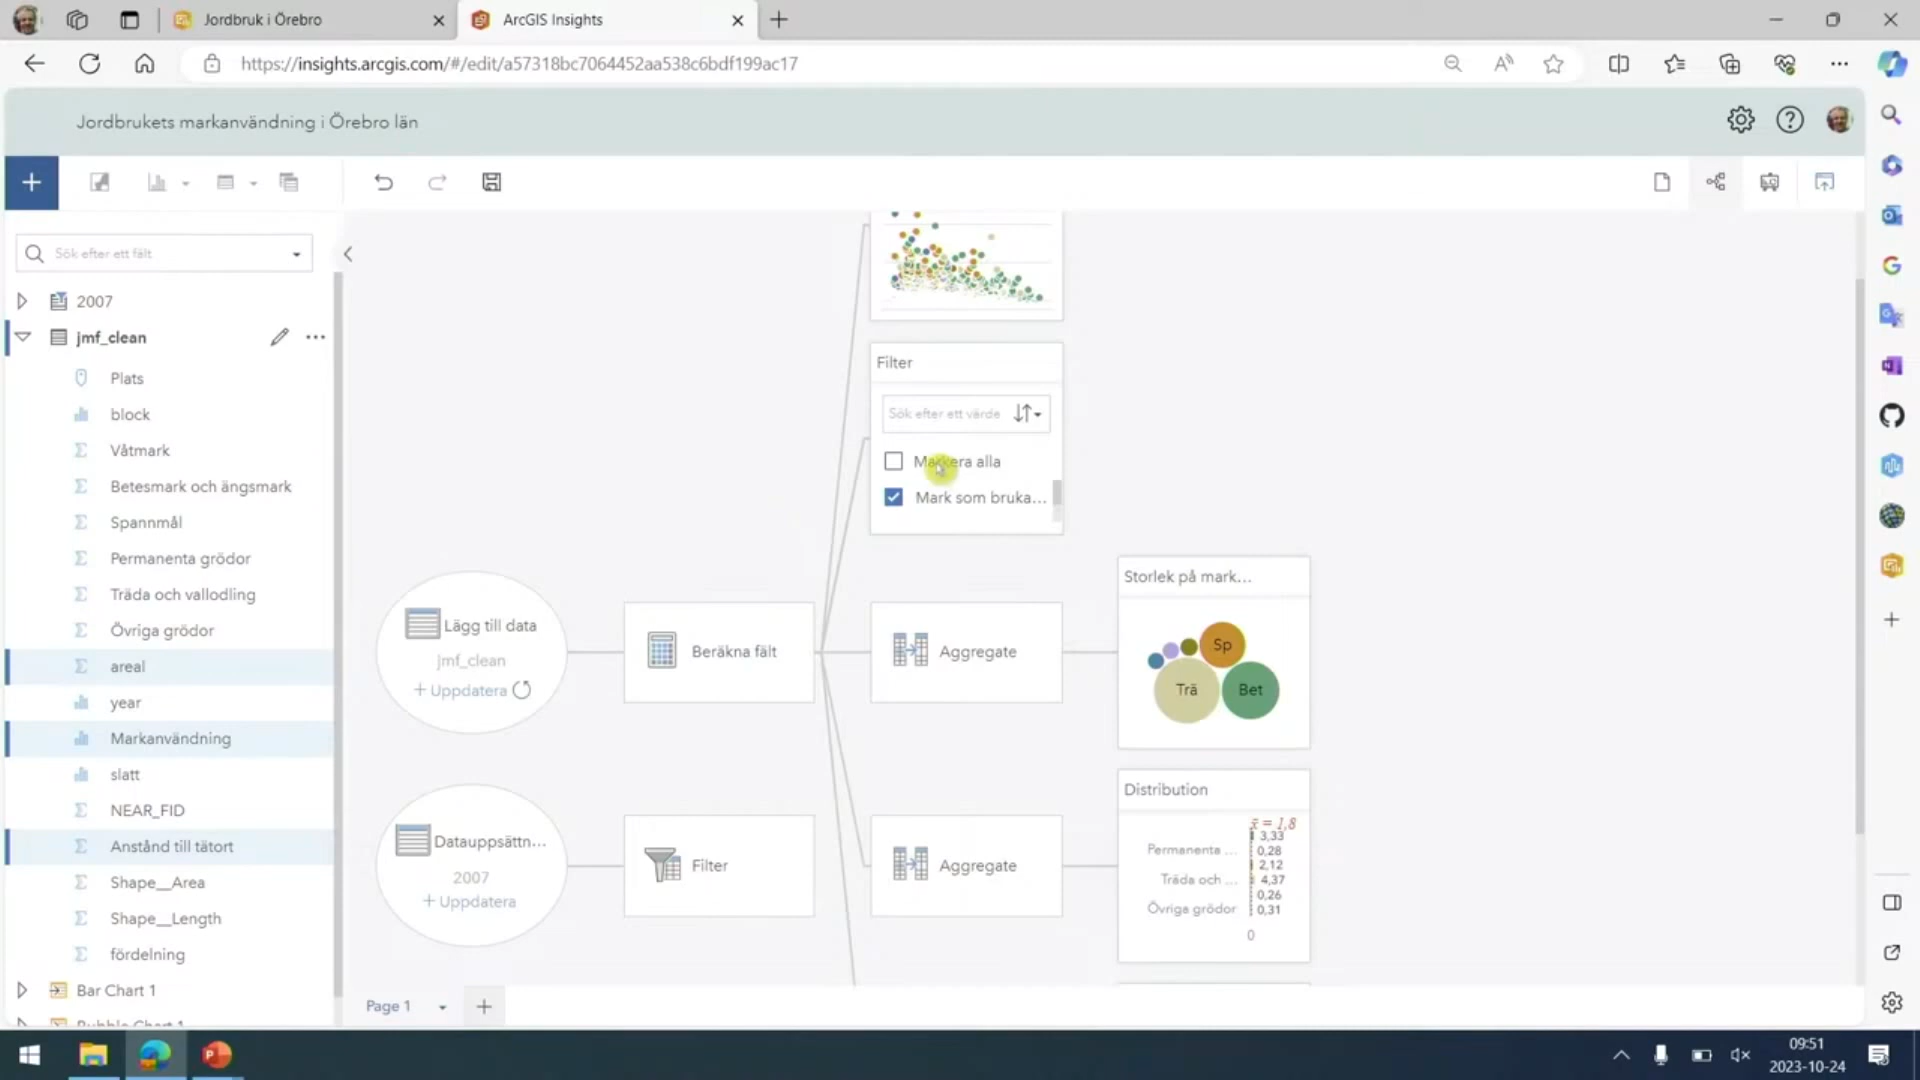 Jordbruk i Örebro
ArcGIS Insights
https://insights.arcgis.com/#/edit/a57318bc7064452aa538c6bdf199ac17
Jordbrukets markanvändning i Örebro län
Sök efter ett fält
2007
jmf_clean
Plats
block
Våtmark
Betesmark och ängsmark
Spannmål
Permanenta grödor
Träda och vallodling
Övriga grödor
areal
year
Markanvändning
slatt
NEAR_FID
Anstånd till tätort
Shape__Area
Shape__Length
fördelning
Bar Chart 1
Bubble Chart 1
Filter
Sök efter ett värde
Markera alla
Mark som bruka...
Lägg till data
jmf_clean
+ Uppdatera
Beräkna fält
Aggregate
Storlek på mark...
Sp
Trä
Bet
Datauppsättn...
2007
+ Uppdatera
Filter
Aggregate
Distribution
x̄ = 1,8
3,33
Permanenta ...
0,28
2,12
Träda och ...
4,37
0,26
Övriga grödor
0,31
0
Page 1
09:51
2023-10-24